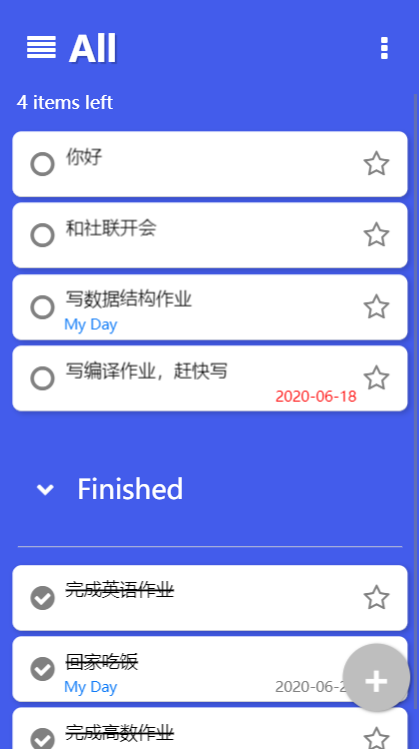 All
4 items left
你好
和社联开会
写数据结构作业
My Day
写编译作业，赶快写
2020-06-18
Finished
完成英语作业
回家吃饭
My Day
2020-06-2
完成高数作业